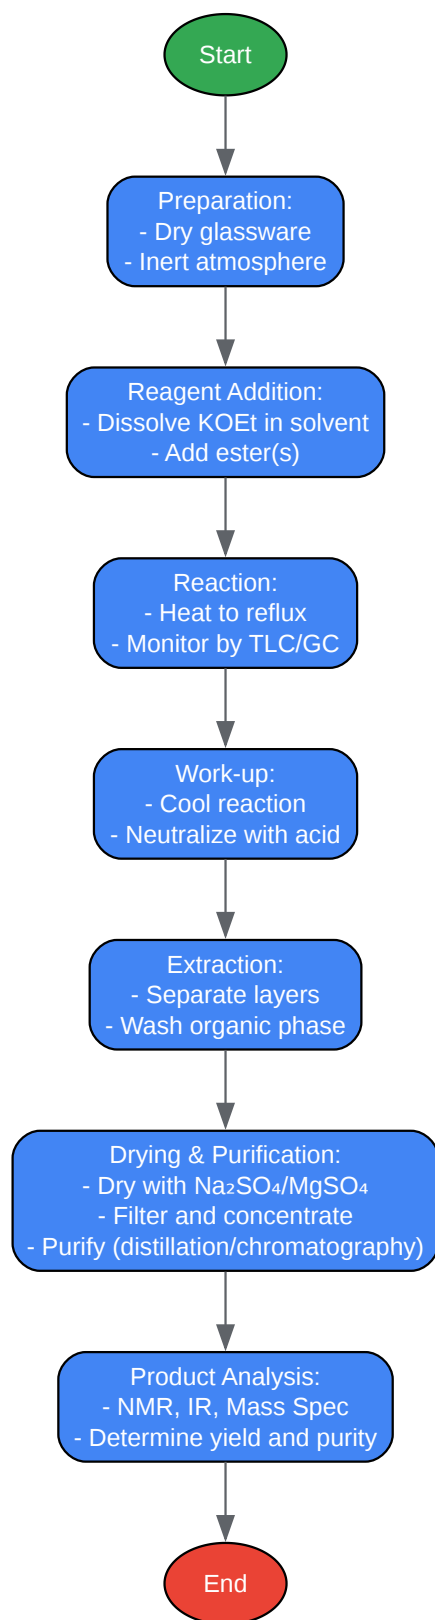 Start
Preparation:
- Dry glassware
- Inert atmosphere
Reagent Addition:
- Dissolve KOEt in solvent
- Add ester(s)
Reaction:
- Heat to reflux
- Monitor by TLC/GC
Work-up:
- Cool reaction
- Neutralize with acid
Extraction:
- Separate layers
- Wash organic phase
Drying & Purification:
- Dry with Na₂SO₄/MgSO₄
- Filter and concentrate
- Purify (distillation/chromatography)
Product Analysis:
- NMR, IR, Mass Spec
- Determine yield and purity
End